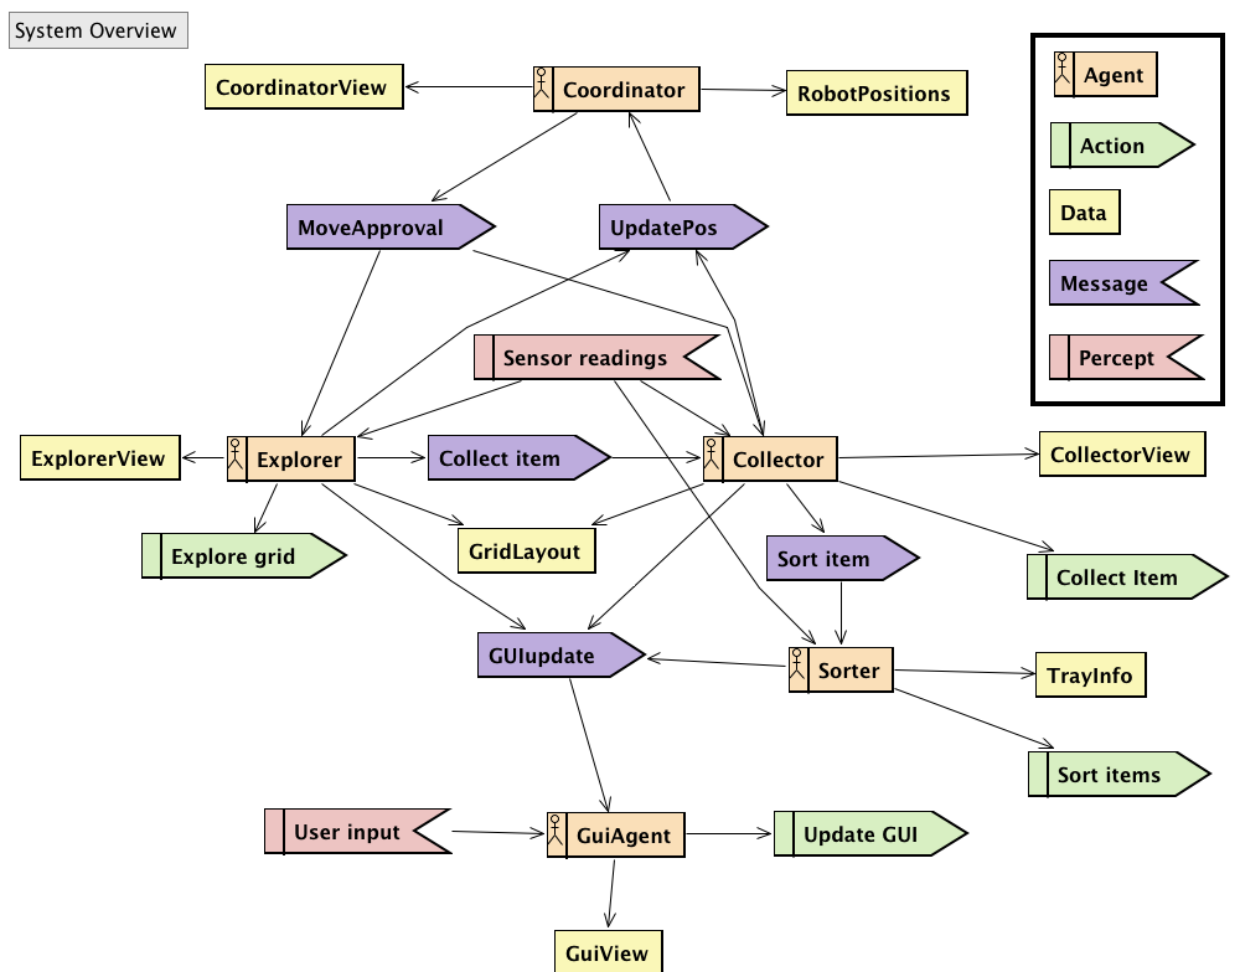 System Overview
CoordinatorView
Coordinator
RobotPositions
Agent
Action
Data
Message
Percept
MoveApproval
UpdatePos
Sensor readings
ExplorerView
Explorer
Collect item
Collector
CollectorView
Explore grid
GridLayout
Sort item
Collect Item
GUIupdate
Sorter
TrayInfo
Sort items
User input
GuiAgent
Update GUI
GuiView